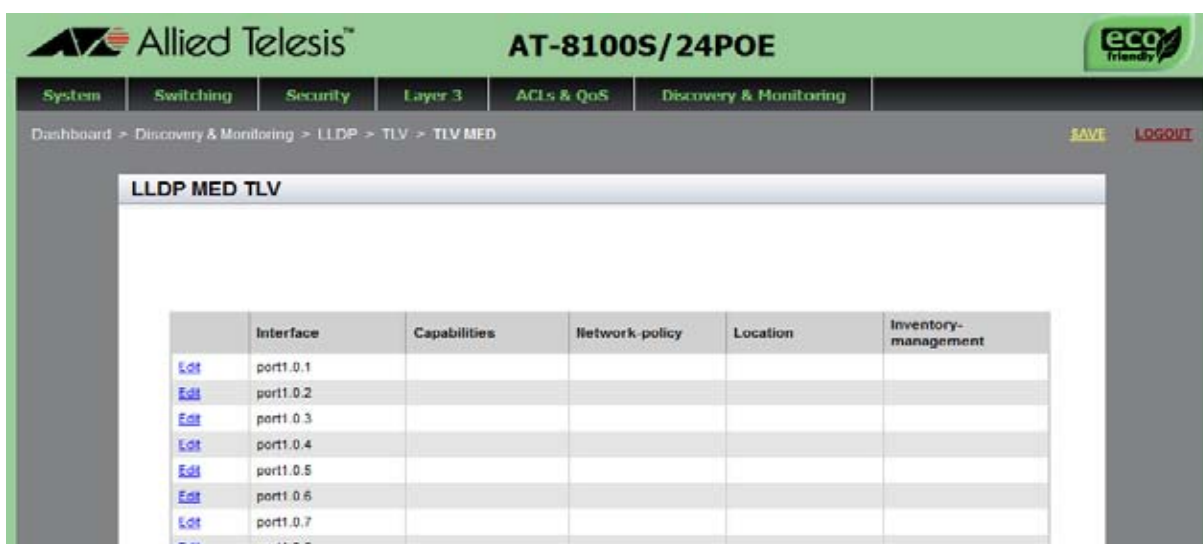 Allied Telesis™ AT-8100S/24POE eco friendly
System Switching Security Layer 3 ACLs & QoS Discovery & Monitoring
Dashboard > Discovery & Monitoring > LLDP > TLV > TLV MED SAVE LOGOUT
LLDP MED TLV
Interface Capabilities Network-policy Location Inventory-management
Edit port1.0.1
Edit port1.0.2
Edit port1.0.3
Edit port1.0.4
Edit port1.0.5
Edit port1.0.6
Edit port1.0.7